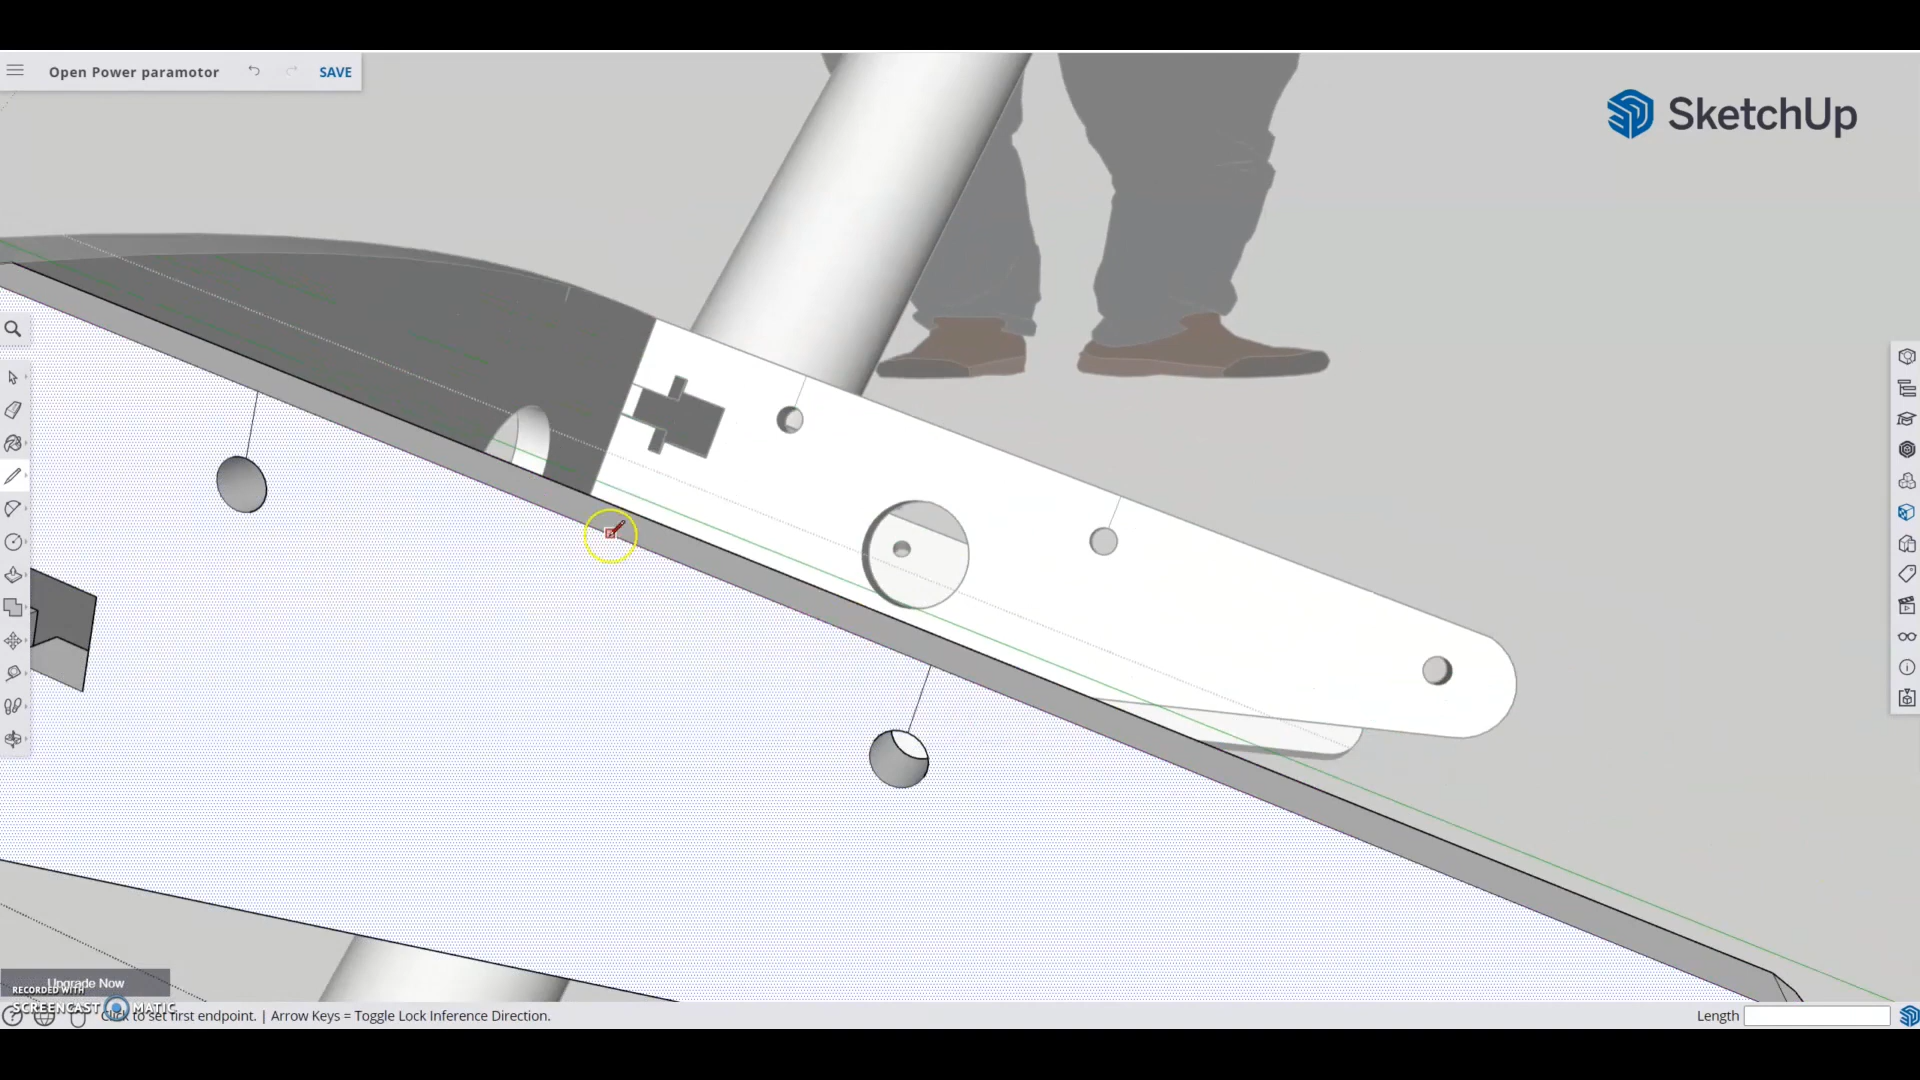 Open Power paramotor
SAVE
SketchUp
Upgrade Now
RECORDED WITH
SCREENCAST MATIC
Click to set first endpoint. | Arrow Keys = Toggle Lock Inference Direction.
Length